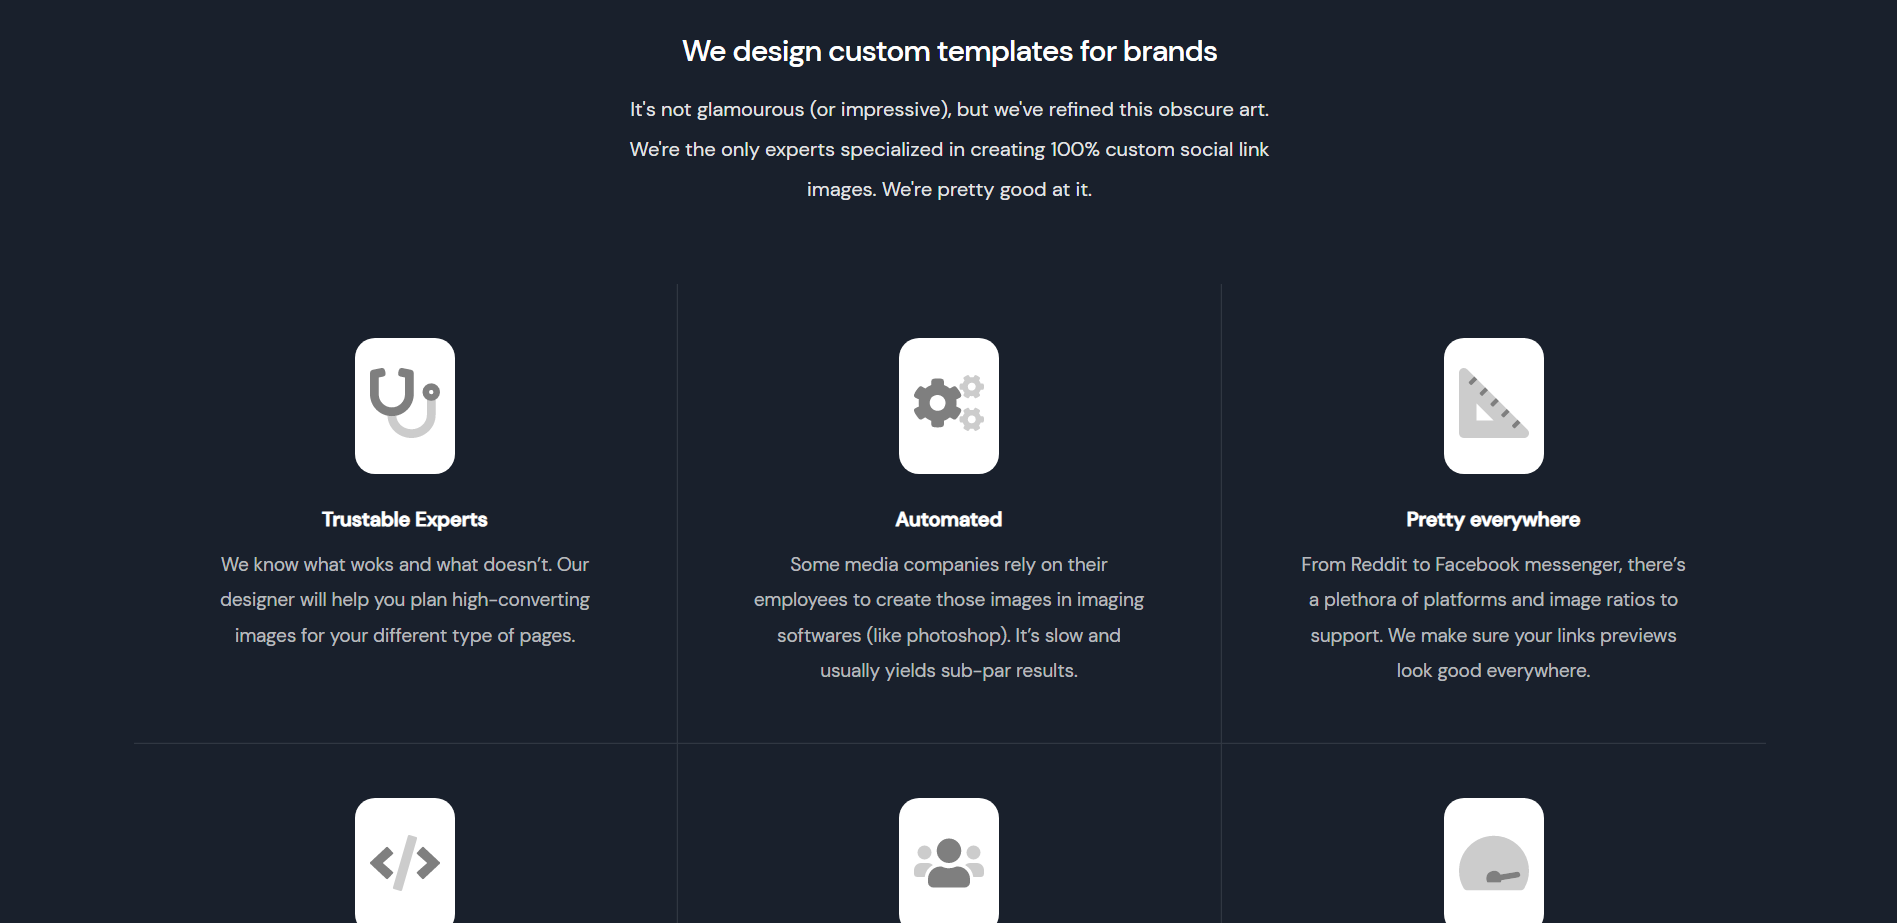 We design custom templates for brands
It's not glamourous (or impressive), but we've refined this obscure art.
We're the only experts specialized in creating 100% custom social link
images. We're pretty good at it.
Trustable Experts
We know what woks and what doesn’t. Our
designer will help you plan high-converting
images for your different type of pages.
Automated
Some media companies rely on their
employees to create those images in imaging
softwares (like photoshop). It’s slow and
usually yields sub-par results.
Pretty everywhere
From Reddit to Facebook messenger, there’s
a plethora of platforms and image ratios to
support. We make sure your links previews
look good everywhere.